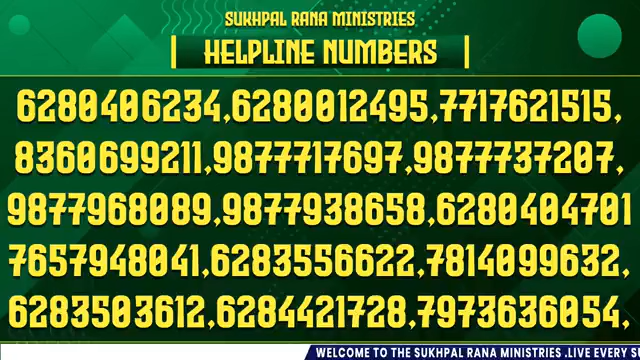 SUKHPAL RANA MINISTRIES
HELPLINE NUMBERS
6280406234,6280012495,7717621515,
8360699211,9877717697,9877737207,
9877968089,9877938658,6280404701
7657948041,6283556622,7814099632,
6283503612,6284421728,7973636054,
WELCOME TO THE SUKHPAL RANA MINISTRIES .LIVE EVERY